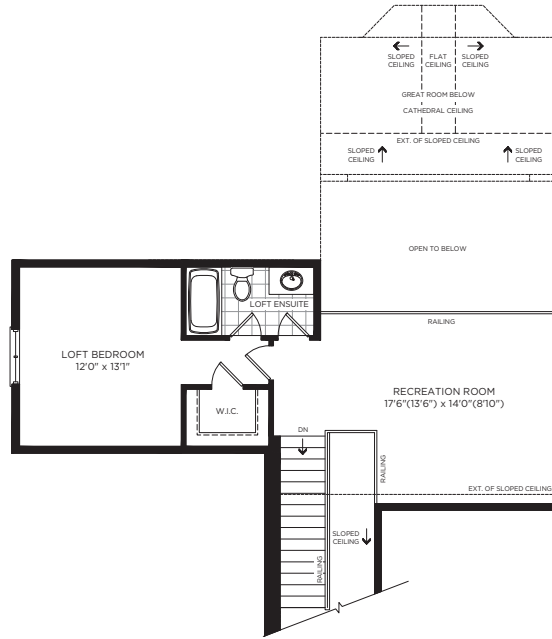 SLOPED
CEILING
FLAT
CEILING
SLOPED
CEILING
GREAT ROOM BELOW
CATHEDRAL CEILING
EXT. OF SLOPED CEILING
SLOPED
CEILING
SLOPED
CEILING
OPEN TO BELOW
RAILING
LOFT ENSUITE
LOFT BEDROOM
12'0" x 13'1"
W.I.C.
RECREATION ROOM
17'6"(13'6") x 14'0"(8'10")
DN
RAILING
EXT. OF SLOPED CEILING
SLOPED
CEILING
RAILING